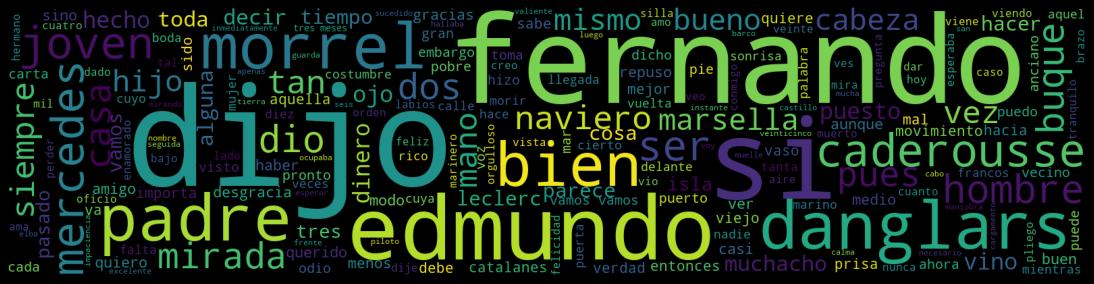 cuatro
sino
hecho
toda
decir
tiempo
gracias
silla
amo
bueno
quiere
cabeza
viene
viendo
aquel
sucedido
hallaba
valiente
luego
hermano
joven
boda
inmediatamente
tres meses
guarda
gran
mismo
sabe
veinte
barco
san
tal
morrel
sido
embargo
toma
dicho
sonrisa
fernando
hacer
esperaba
brazo
carta
dado
apenas
pobre
creo
repuso
llegada
pie
palabra
dar
hoy
caso
pregunta
anciano
ves
mira
mucha
buque
mil
cuyo
hijo
tan
costumbre
dos
hizo
mejor
conmigo
tranquilo
mercedes
casa
mirando
mujer
aquella
ojo
labios
calle
morir
hace
orden
vuelta
veo
instante
castillo
puesto
vez
puedo
siempre
vamos
alguna
tierra
seis
diez
feliz
rico
mano
naviero
marsella
veinticinco
aunque
mal
movimiento
hacia
enamorado
nombre
seguida
dijo
dio
dinero
voz
marinero
orgulloso
vista
mar
cosa
cierto
muerto
voy
muelle
si
caderousse
perder
bajo
ocupaba
lado
visto
haber
pronto
bien
ser
delante
vio
vaso
tanta
aire
pues
francos
cabo
vecino
cuanto
hombre
pasado
amigo
oficio
importa
desgracia
veces
esperar
modo
cuya
leclerc
parece
isla
vamos vamos
puerto
ver
viejo
medio
marino
maniobra
cargamento
pliego
puede
va
ama
elba
impaciencia
padre
tres
frente
edmundo
catalanes
felicidad
puerta
nadie
casi
danglars
calma
necesario
buen
cada
falta
quiero
excelente
mirada
querido
odio
piloto
menos
dije
debe
verdad
entonces
muchacho
prisa
vino
nunca
ahora
mientras